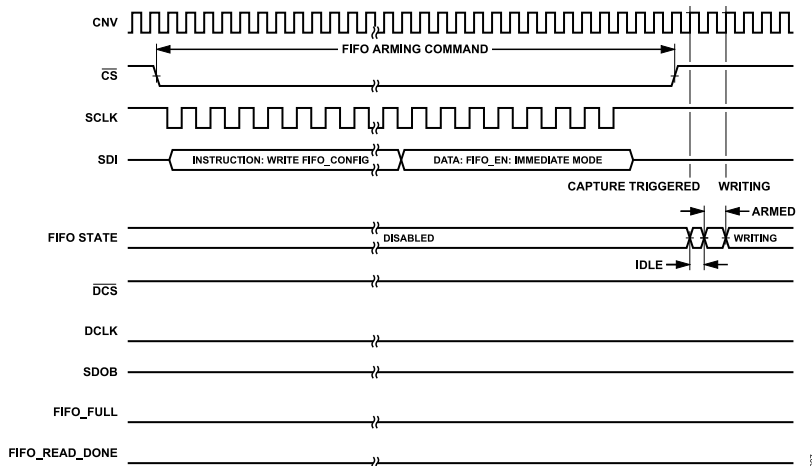 CNV
FIFO ARMING COMMAND
CS
SCLK
SDI
INSTRUCTION: WRITE FIFO_CONFIG
DATA: FIFO_EN: IMMEDIATE MODE
CAPTURE TRIGGERED
WRITING
ARMED
FIFO STATE
DISABLED
WRITING
IDLE
DCS
DCLK
SDOB
FIFO_FULL
FIFO_READ_DONE